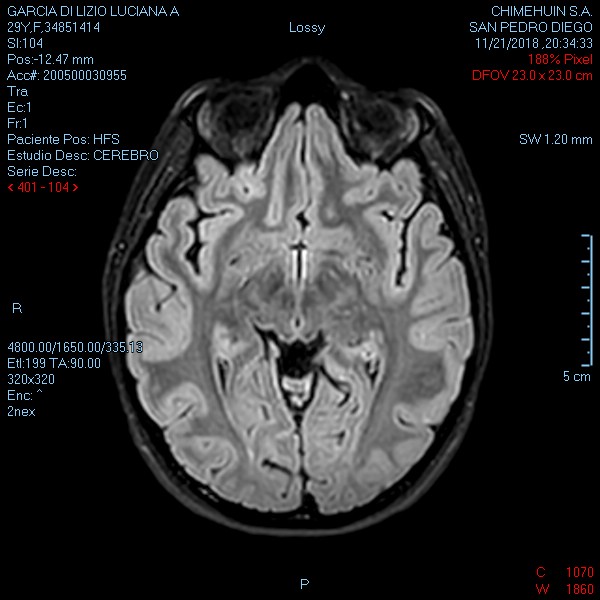 GARCIA DI LIZIO LUCIANA A
29Y,F,34851414
Sl:104
Pos:-12.47 mm
Acc#: 200500030955
Tra
Ec:1
Fr:1
Paciente Pos: HFS
Estudio Desc: CEREBRO
Serie Desc:
< 401 - 104 >
Lossy
CHIMEHUIN S.A.
SAN PEDRO DIEGO
11/21/2018 ,20:34:33
188% Pixel
DFOV 23.0 x 23.0 cm
SW 1.20 mm
R
4800.00/1650.00/335.13
Etl:199 TA:90.00
320x320
Enc: ^
2nex
5 cm
P
C 1070
W 1860